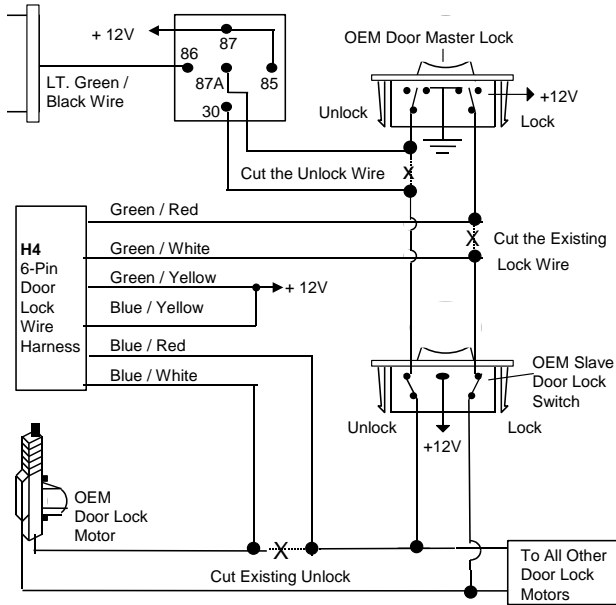 + 12V
87
OEM Door Master Lock
86
87A
85
LT. Green /
Black Wire
30
+12V
Unlock
Lock
Cut the Unlock Wire
X
Green / Red
H4
6-Pin
Door
Lock
Wire
Harness
Green / White
X
Cut the Existing
Lock Wire
Green / Yellow
+ 12V
Blue / Yellow
Blue / Red
Blue / White
OEM Slave
Door Lock
Switch
Unlock
Lock
+12V
OEM
Door Lock
Motor
X
Cut Existing Unlock
To All Other
Door Lock
Motors